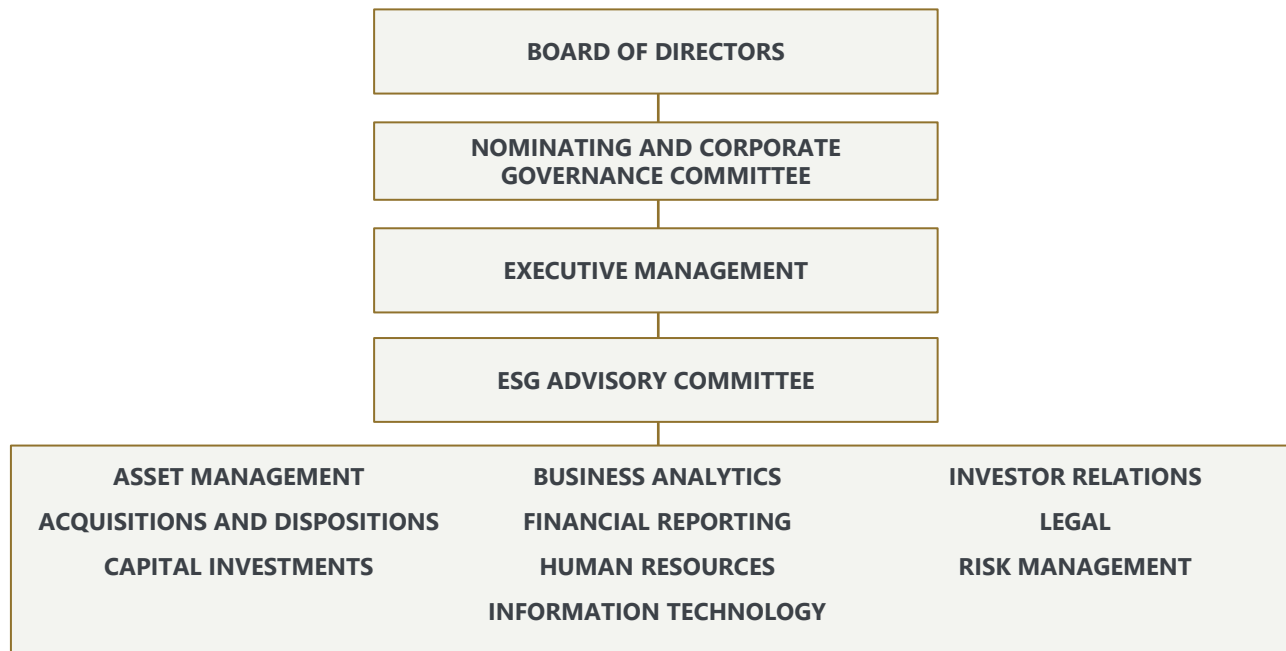 BOARD OF DIRECTORS
NOMINATING AND CORPORATE
GOVERNANCE COMMITTEE
EXECUTIVE MANAGEMENT
ESG ADVISORY COMMITTEE
ASSET MANAGEMENT
ACQUISITIONS AND DISPOSITIONS
CAPITAL INVESTMENTS
BUSINESS ANALYTICS
FINANCIAL REPORTING
HUMAN RESOURCES
INFORMATION TECHNOLOGY
INVESTOR RELATIONS
LEGAL
RISK MANAGEMENT